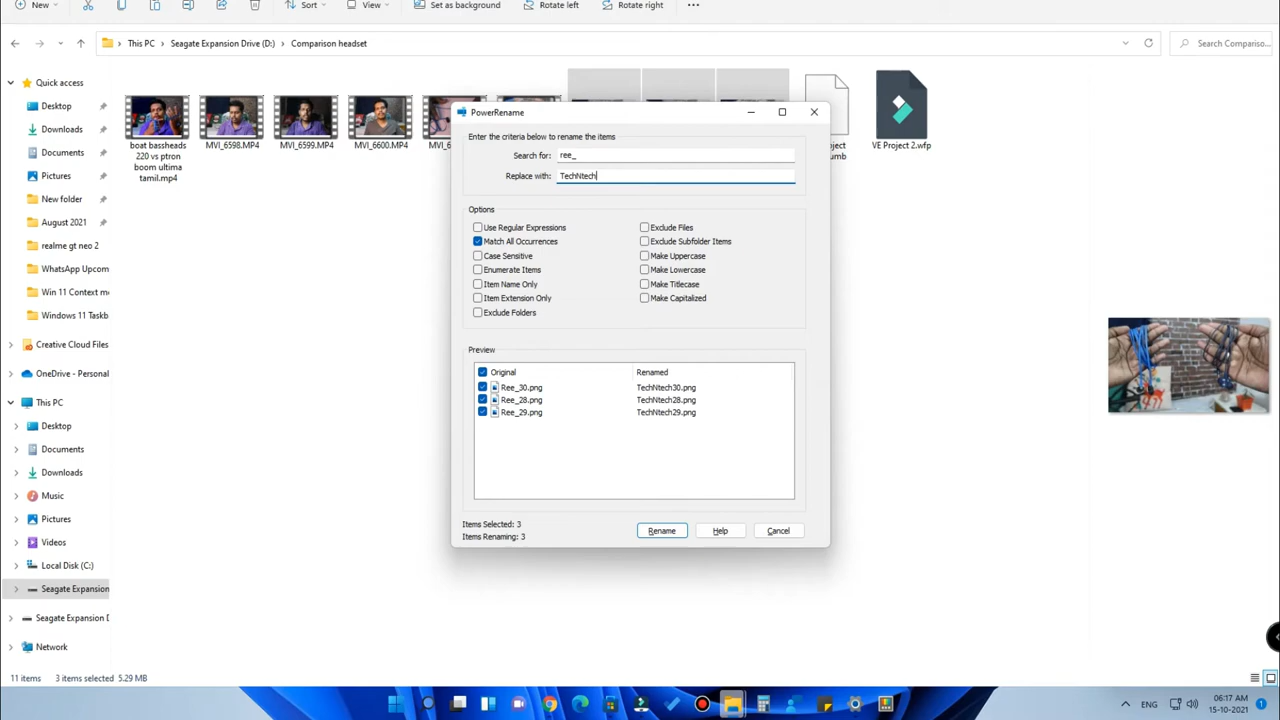 New
Sort
View
Set as background
Rotate left
Rotate right
This PC
Seagate Expansion Drive (D:)
Comparison headset
Search Compariso...
Quick access
Desktop
Downloads
Documents
Pictures
New folder
August 2021
realme gt neo 2
WhatsApp Upcom
Win 11 Context me
Windows 11 Taskb
Creative Cloud Files
OneDrive - Personal
This PC
Desktop
Documents
Downloads
Music
Pictures
Videos
Local Disk (C:)
Seagate Expansion
Seagate Expansion D
Network
boat bassheads
220 vs ptron
boom ultima
tamil.mp4
MVI_6598.MP4
MVI_6599.MP4
MVI_6600.MP4
VE Project 2.wfp
PowerRename
Enter the criteria below to rename the items
Search for: ree_
Replace with: TechNtech
Options
Use Regular Expressions
Match All Occurrences
Case Sensitive
Enumerate Items
Item Name Only
Item Extension Only
Exclude Folders
Exclude Files
Exclude Subfolder Items
Make Uppercase
Make Lowercase
Make Titlecase
Make Capitalized
Preview
Original Renamed
Ree_30.png TechNtech30.png
Ree_28.png TechNtech28.png
Ree_29.png TechNtech29.png
Items Selected: 3
Items Renaming: 3
Rename
Help
Cancel
11 items
3 items selected 5.29 MB
ENG
06:17 AM
15-10-2021